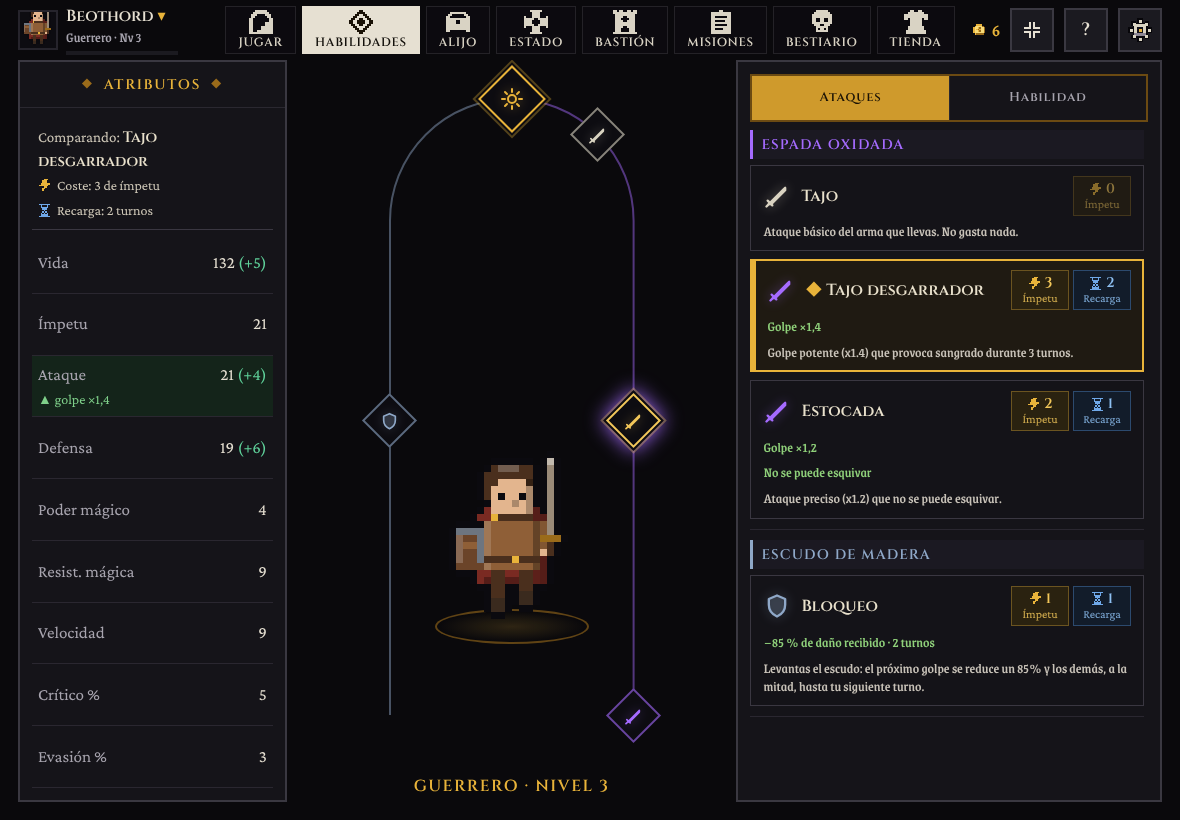 Beothord ▼
Guerrero · Nv 3
JUGAR
HABILIDADES
ALIJO
ESTADO
BASTIÓN
MISIONES
BESTIARIO
TIENDA
6
?
ATRIBUTOS
Comparando: TAJO
DESGARRADOR
Coste: 3 de ímpetu
Recarga: 2 turnos
Vida 132 (+5)
Ímpetu 21
Ataque 21 (+4)
▲ golpe ×1,4
Defensa 19 (+6)
Poder mágico 4
Resist. mágica 9
Velocidad 9
Crítico % 5
Evasión % 3
GUERRERO · NIVEL 3
Ataques
Habilidad
ESPADA OXIDADA
Tajo
0
Ímpetu
Ataque básico del arma que llevas. No gasta nada.
◆ Tajo desgarrador
3
Ímpetu
2
Recarga
Golpe ×1,4
Golpe potente (x1.4) que provoca sangrado durante 3 turnos.
Estocada
2
Ímpetu
1
Recarga
Golpe ×1,2
No se puede esquivar
Ataque preciso (x1.2) que no se puede esquivar.
ESCUDO DE MADERA
Bloqueo
1
Ímpetu
1
Recarga
−85 % de daño recibido · 2 turnos
Levantas el escudo: el próximo golpe se reduce un 85% y los demás, a la
mitad, hasta tu siguiente turno.